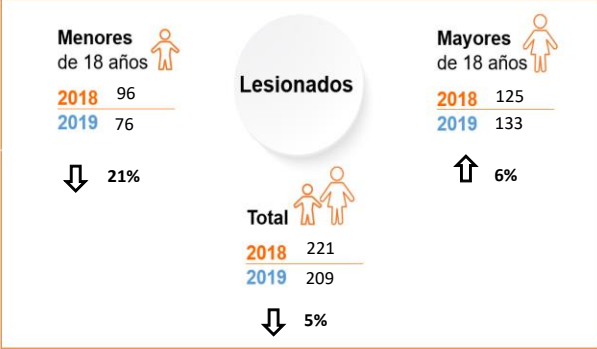 Menores
de 18 años
2018 96
2019 76
21%
Lesionados
Mayores
de 18 años
2018 125
2019 133
6%
Total
2018 221
2019 209
5%